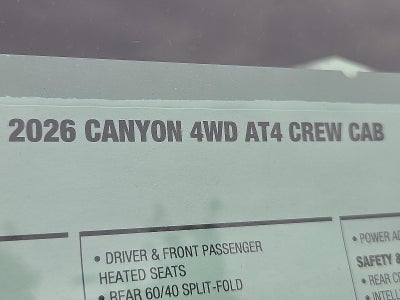 2026 CANYON 4WD AT4 CREW CAB
• DRIVER & FRONT PASSENGER
HEATED SEATS
• REAR 60/40 SPLIT-FOLD
• POWER
SAFETY &
• REAR